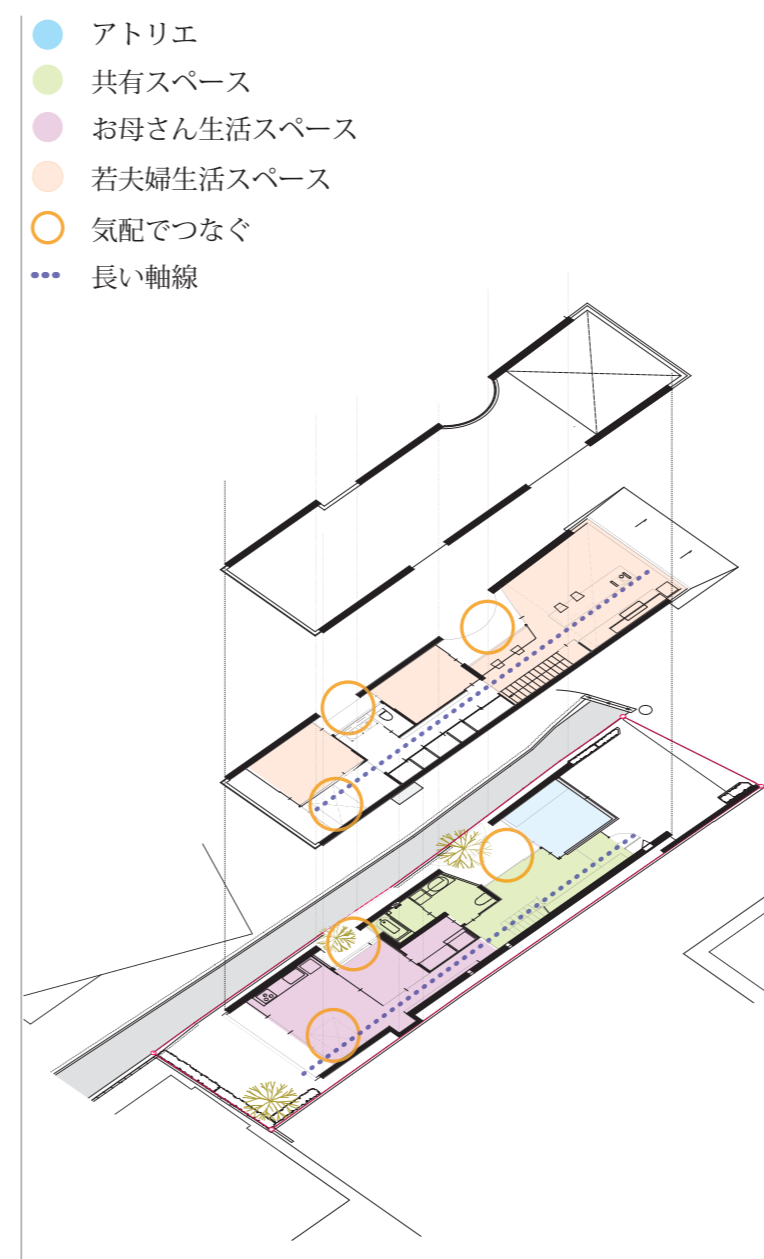 アトリエ
共有スペース
お母さん生活スペース
若夫婦生活スペース
気配でつなぐ
長い軸線